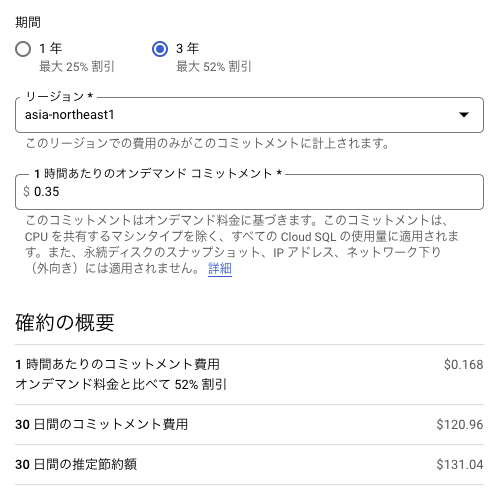 期間
1 年
最大 25% 割引
3 年
最大 52% 割引
リージョン *
asia-northeast1
このリージョンでの費用のみがこのコミットメントに計上されます。
1 時間あたりのオンデマンド コミットメント *
$ 0.35
このコミットメントはオンデマンド料金に基づきます。このコミットメントは、
CPU を共有するマシンタイプを除く、すべての Cloud SQL の使用量に適用されま
す。また、永続ディスクのスナップショット、IP アドレス、ネットワーク下り
（外向き）には適用されません。 詳細
確約の概要
1 時間あたりのコミットメント費用 $0.168
オンデマンド料金と比べて 52% 割引
30 日間のコミットメント費用 $120.96
30 日間の推定節約額 $131.04